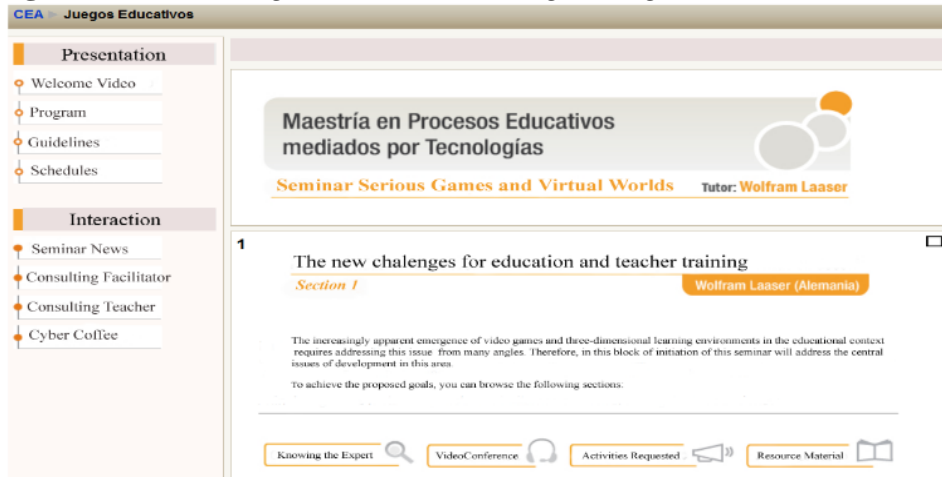 CEA ► Juegos Educativos
Presentation
Welcome Video
Program
Guidelines
Schedules
Interaction
Seminar News
Consulting Facilitator
Consulting Teacher
Cyber Coffee
Maestría en Procesos Educativos
mediados por Tecnologías
Seminar Serious Games and Virtual Worlds Tutor: Wolfram Laaser
1
The new chalenges for education and teacher training
Section 1 Wolfram Laaser (Alemania)
The increasingly apparent emergence of video games and three-dimensional learning environments in the educational context
requires addressing this issue from many angles. Therefore, in this block of initiation of this seminar will address the central
issues of development in this area.
To achieve the proposed goals, you can browse the following sections:
Knowing the Expert VideoConference Activities Requested Resource Material